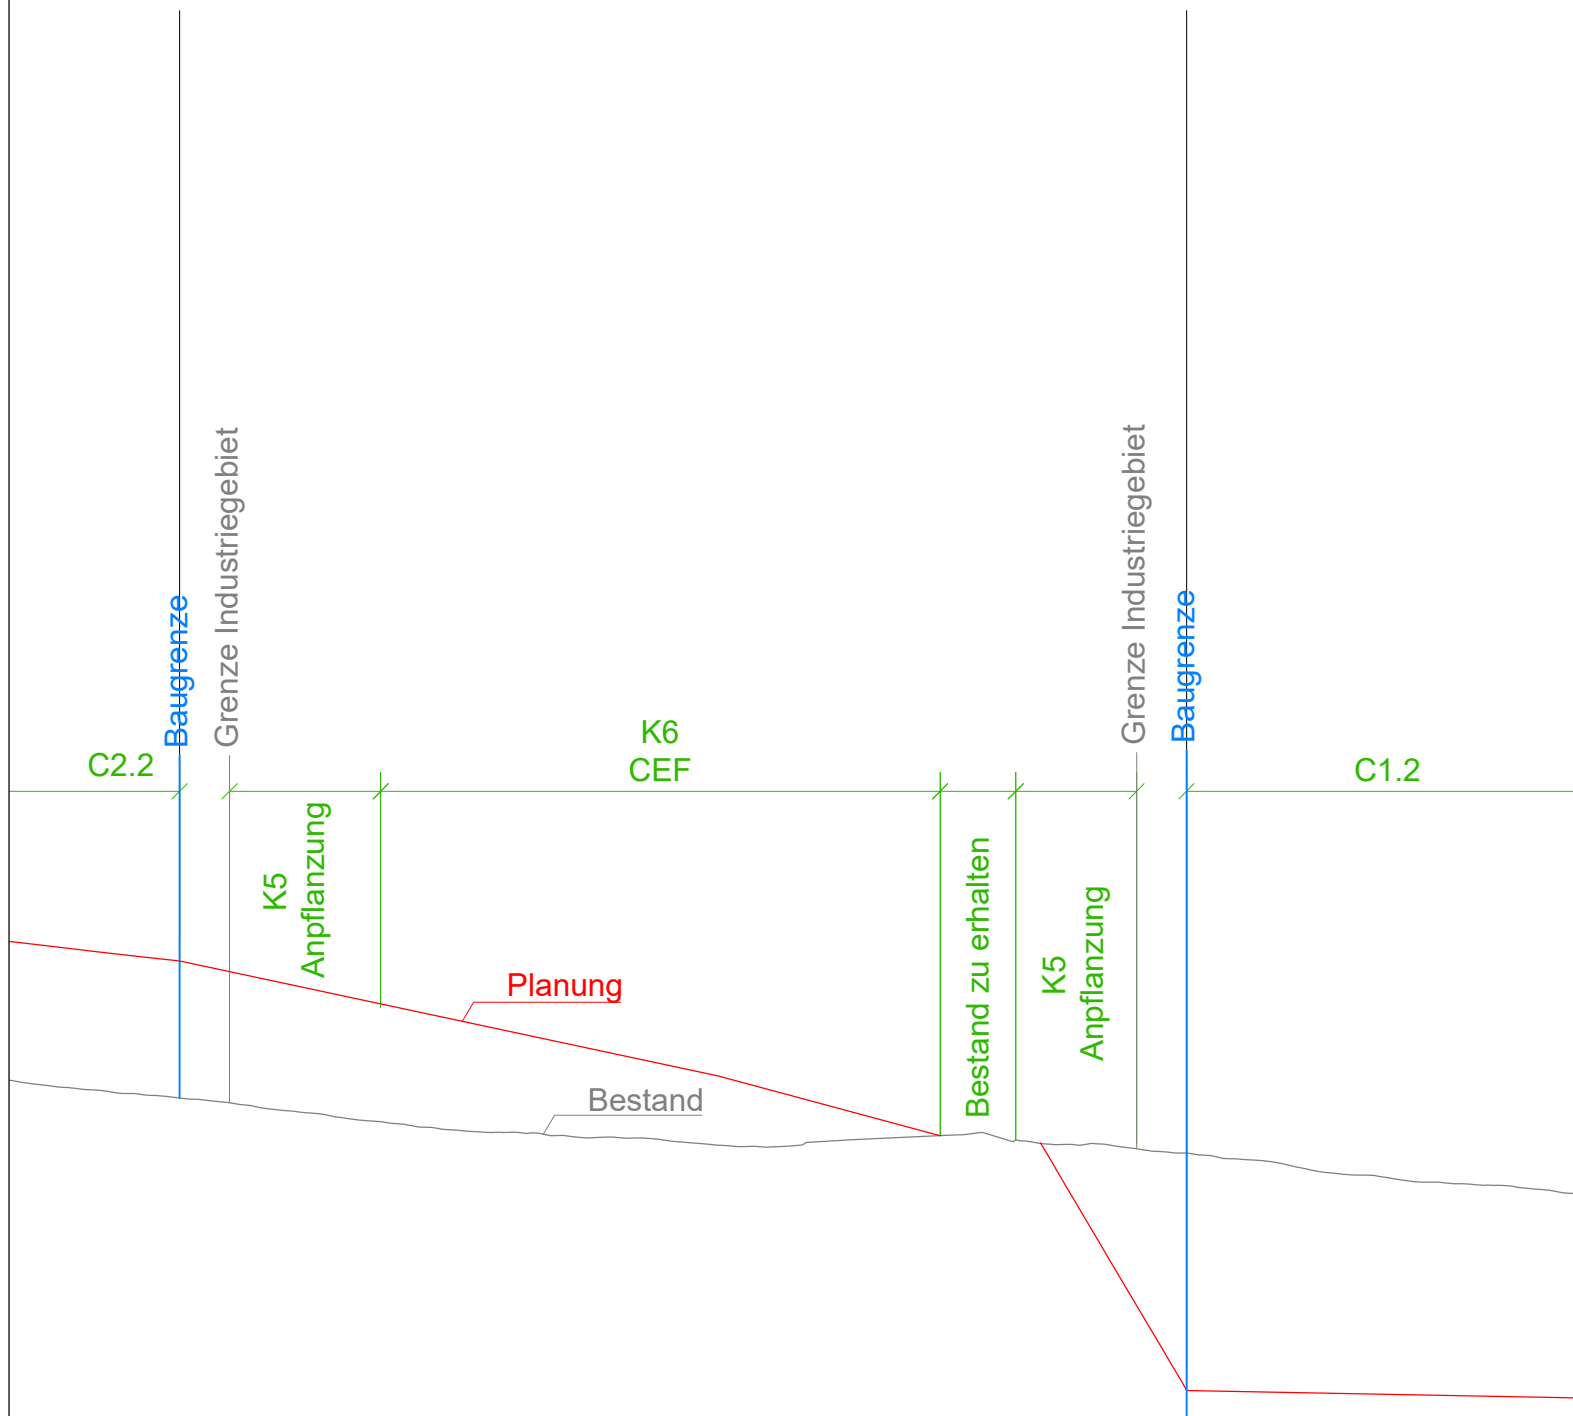 Baugrenze
Grenze Industriegebiet
Grenze Industriegebiet
Baugrenze
C2.2
K6
CEF
C1.2
K5
Anpflanzung
Bestand zu erhalten
K5
Anpflanzung
Planung
Bestand